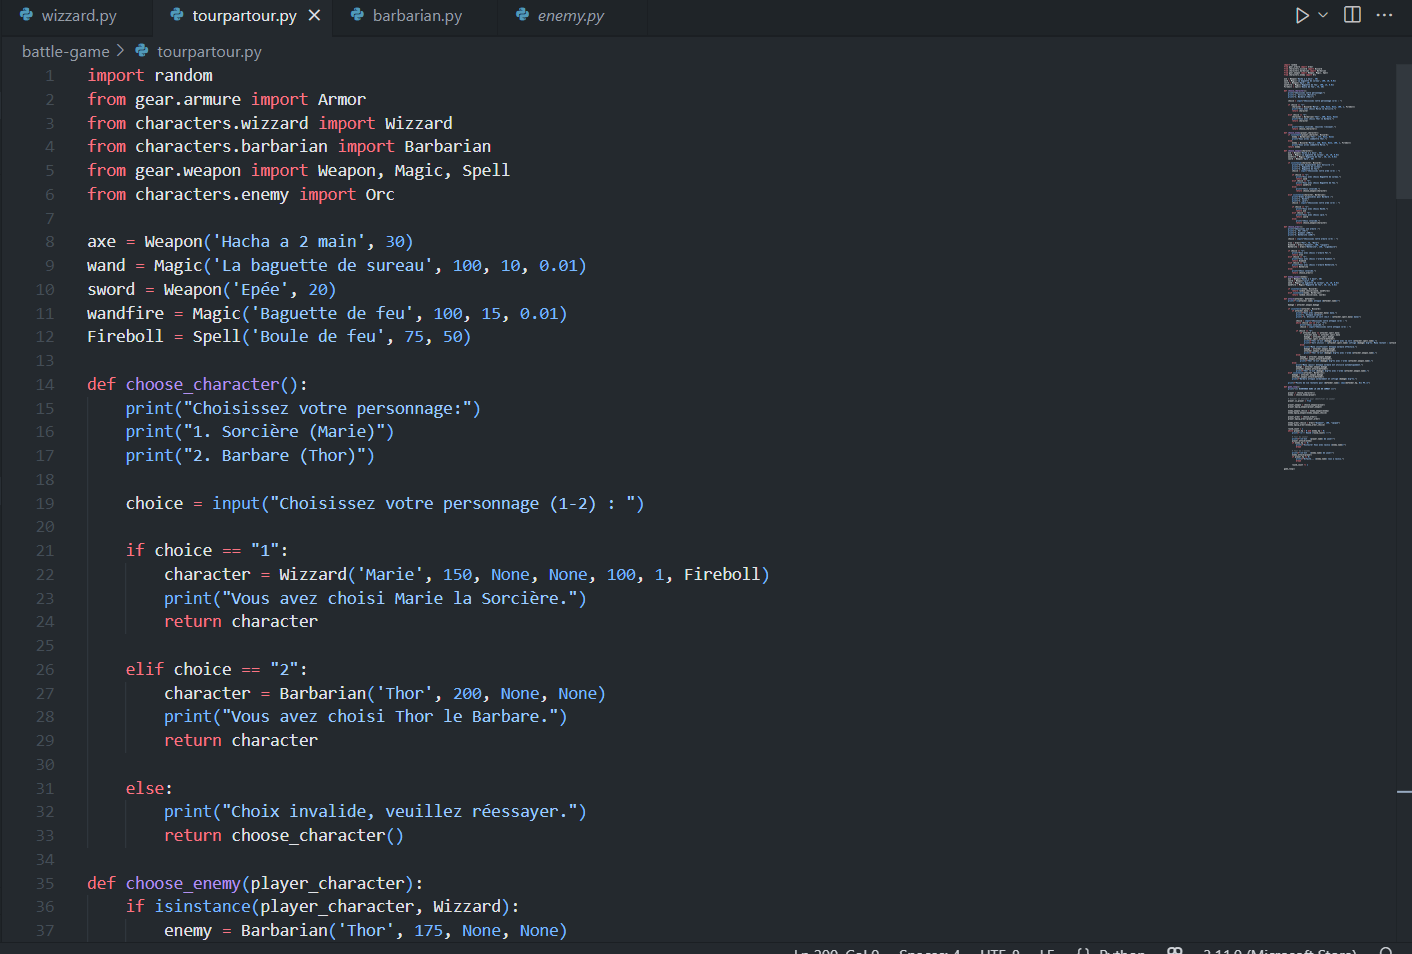 wizzard.py tourpartour.py barbarian.py enemy.py
battle-game > tourpartour.py
1 import random
2 from gear.armure import Armor
3 from characters.wizzard import Wizzard
4 from characters.barbarian import Barbarian
5 from gear.weapon import Weapon, Magic, Spell
6 from characters.enemy import Orc
7
8 axe = Weapon('Hacha a 2 main', 30)
9 wand = Magic('La baguette de sureau', 100, 10, 0.01)
10 sword = Weapon('Epée', 20)
11 wandfire = Magic('Baguette de feu', 100, 15, 0.01)
12 Fireboll = Spell('Boule de feu', 75, 50)
13
14 def choose_character():
15 print("Choisissez votre personnage:")
16 print("1. Sorcière (Marie)")
17 print("2. Barbare (Thor)")
18
19 choice = input("Choisissez votre personnage (1-2) : ")
20
21 if choice == "1":
22 character = Wizzard('Marie', 150, None, None, 100, 1, Fireboll)
23 print("Vous avez choisi Marie la Sorcière.")
24 return character
25
26 elif choice == "2":
27 character = Barbarian('Thor', 200, None, None)
28 print("Vous avez choisi Thor le Barbare.")
29 return character
30
31 else:
32 print("Choix invalide, veuillez réessayer.")
33 return choose_character()
34
35 def choose_enemy(player_character):
36 if isinstance(player_character, Wizzard):
37 enemy = Barbarian('Thor', 175, None, None)